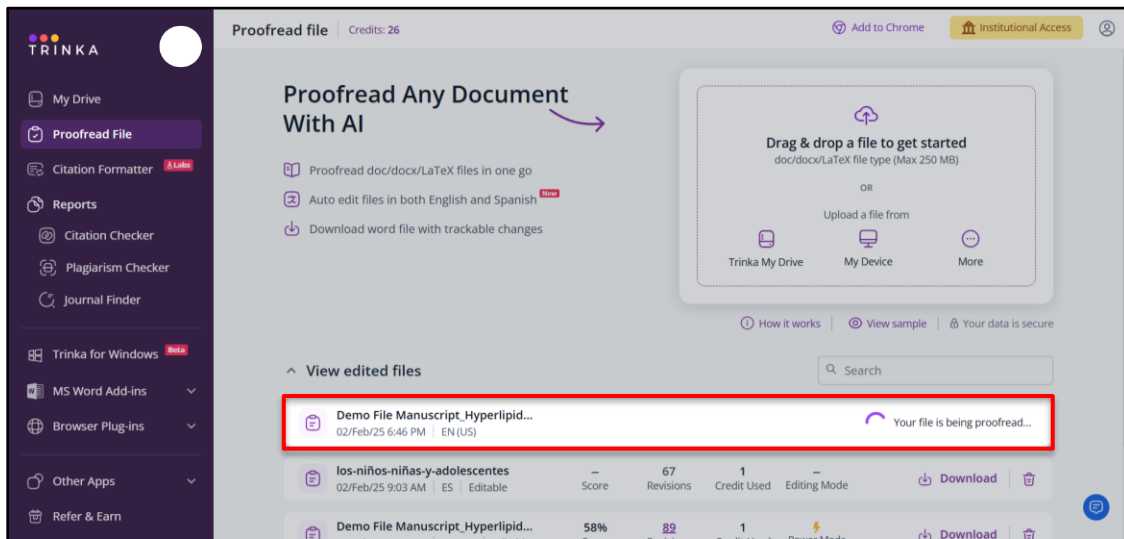 TRINKA
My Drive
Proofread File
Citation Formatter Labs
Reports
Citation Checker
Plagiarism Checker
Journal Finder
Trinka for Windows Beta
MS Word Add-ins
Browser Plug-ins
Other Apps
Refer & Earn
Proofread file Credits: 26
Add to Chrome
Institutional Access
Proofread Any Document
With AI
Proofread doc/docx/LaTeX files in one go
Auto edit files in both English and Spanish New
Download word file with trackable changes
Drag & drop a file to get started
doc/docx/LaTeX file type (Max 250 MB)
OR
Upload a file from
Trinka My Drive My Device More
How it works View sample Your data is secure
View edited files
Search
Demo File Manuscript_Hyperlipid...
02/Feb/25 6:46 PM EN (US)
Your file is being proofread...
los-niños-niñas-y-adolescentes
02/Feb/25 9:03 AM ES Editable
– 67 1 –
Score Revisions Credit Used Editing Mode
Download
Demo File Manuscript_Hyperlipid...
58% 89 1
Download